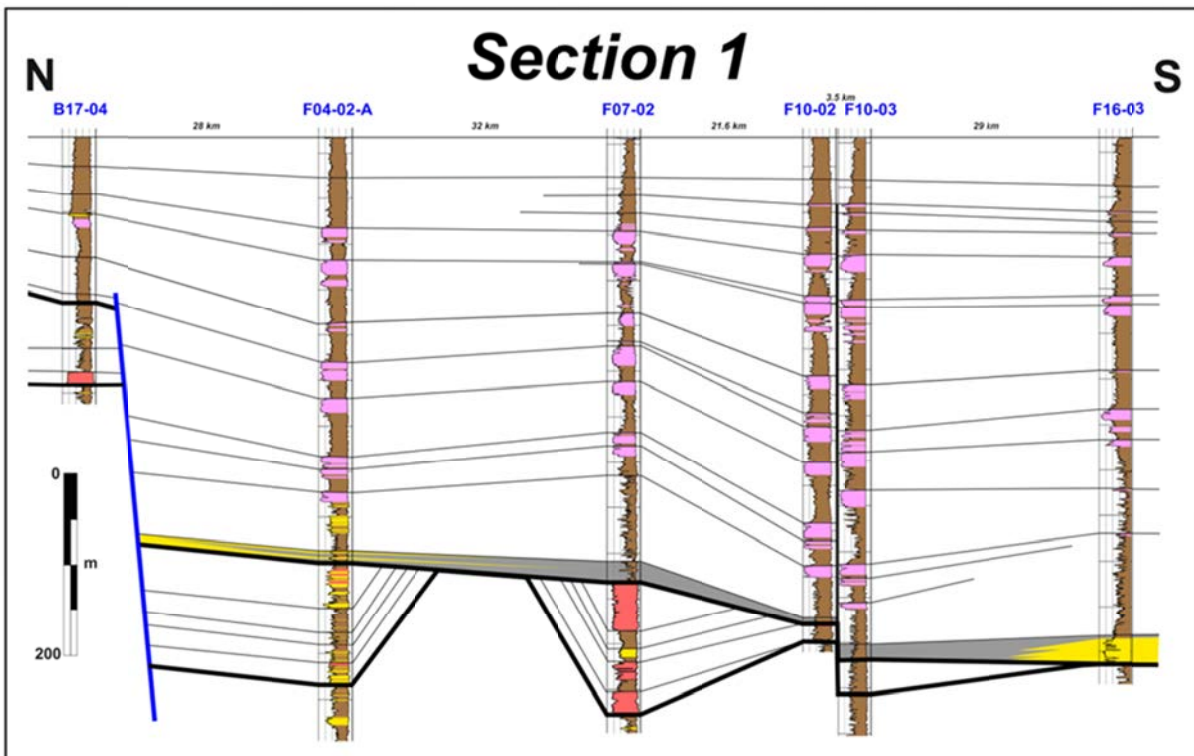 Section 1
N
S
B17-04
F04-02-A
F07-02
F10-02
F10-03
F16-03
28 km
32 km
21.6 km
3.5 km
29 km
0
m
200